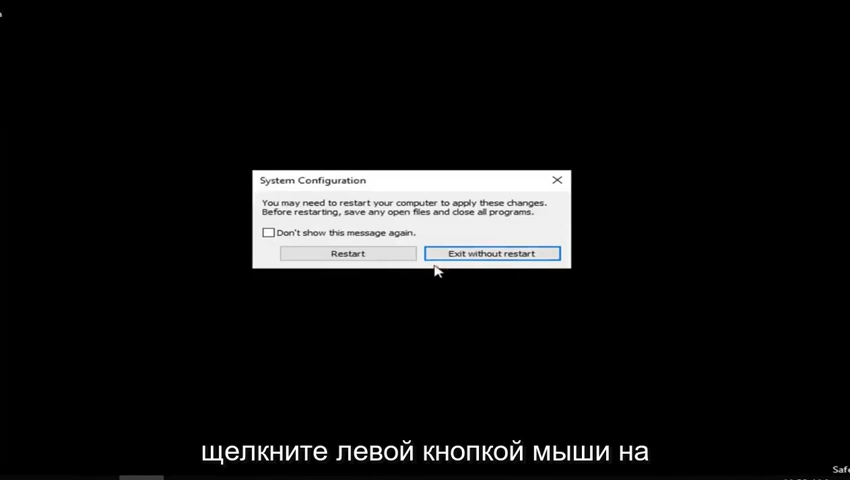 System Configuration
You may need to restart your computer to apply these changes.
Before restarting, save any open files and close all programs.
Don't show this message again.
Restart
Exit without restart
щелкните левой кнопкой мыши на
Safe